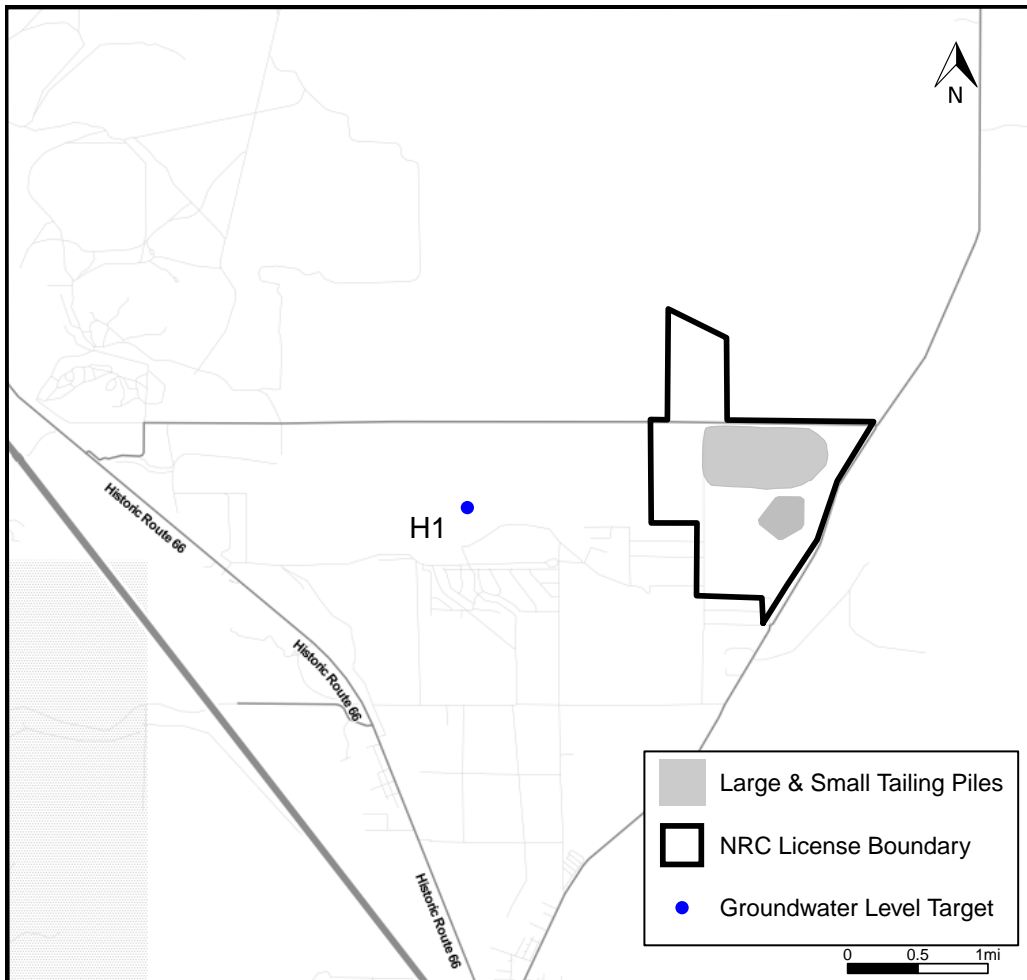 N
Historic Route 66
H1
Historic Route 66
Large & Small Tailing Piles
NRC License Boundary
Historic Route 66
Groundwater Level Target
0 0.5 1mi